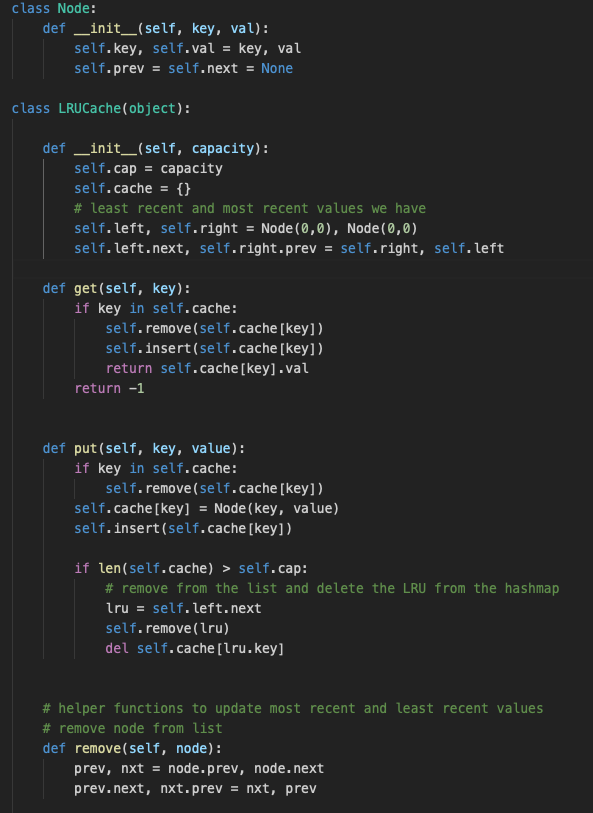 class Node:
    def __init__(self, key, val):
        self.key, self.val = key, val
        self.prev = self.next = None
class LRUCache(object):
    def __init__(self, capacity):
        self.cap = capacity
        self.cache = {}
        # least recent and most recent values we have
        self.left, self.right = Node(0,0), Node(0,0)
        self.left.next, self.right.prev = self.right, self.left
    def get(self, key):
        if key in self.cache:
            self.remove(self.cache[key])
            self.insert(self.cache[key])
            return self.cache[key].val
        return -1
    def put(self, key, value):
        if key in self.cache:
            self.remove(self.cache[key])
        self.cache[key] = Node(key, value)
        self.insert(self.cache[key])
        if len(self.cache) > self.cap:
            # remove from the list and delete the LRU from the hashmap
            lru = self.left.next
            self.remove(lru)
            del self.cache[lru.key]
    # helper functions to update most recent and least recent values
    # remove node from list
    def remove(self, node):
        prev, nxt = node.prev, node.next
        prev.next, nxt.prev = nxt, prev